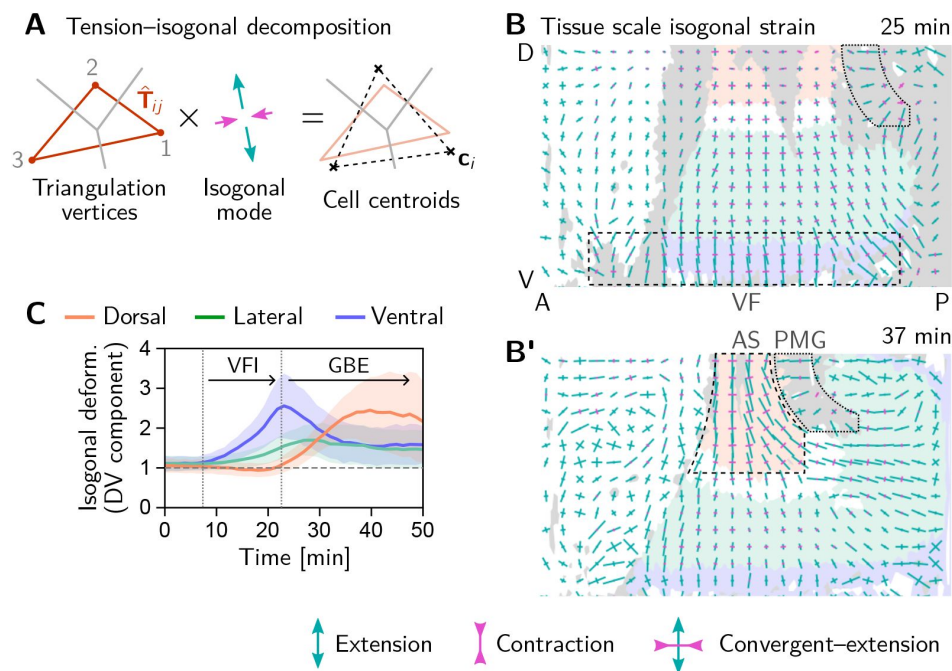 A Tension–isogonal decomposition
2
T̂ij
1
3
×
=
ci
Triangulation
vertices
Isogonal
mode
Cell centroids
B Tissue scale isogonal strain 25 min
D
V
A VF P
C Dorsal Lateral Ventral
Isogonal deform.
(DV component)
4
3
2
1
0
VFI GBE
0 10 20 30 40 50
Time [min]
B' AS PMG 37 min
Extension Contraction Convergent–extension